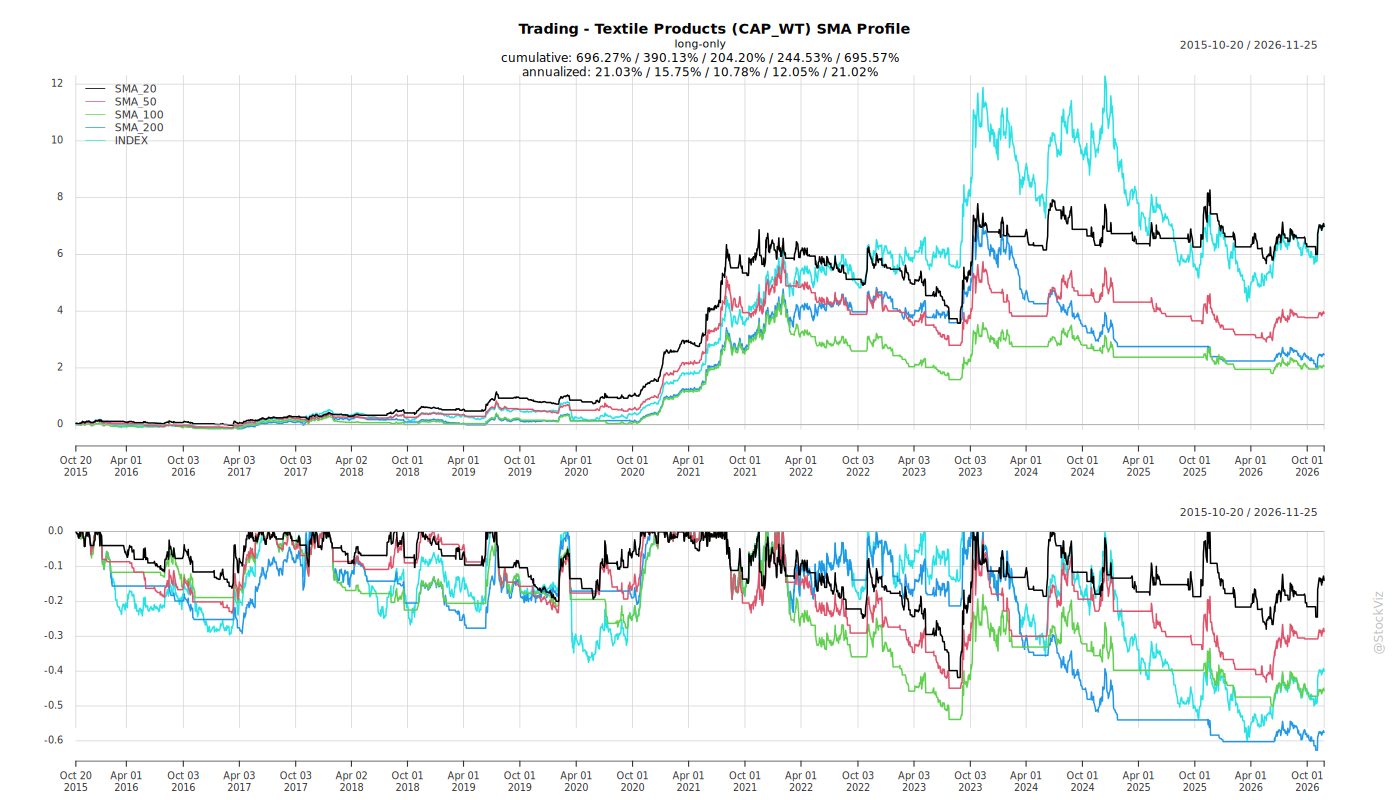 Trading - Textile Products (CAP_WT) SMA Profile
long-only
cumulative: 696.27% / 390.13% / 204.20% / 244.53% / 695.57%
annualized: 21.03% / 15.75% / 10.78% / 12.05% / 21.02%
2015-10-20 / 2026-11-25
SMA_20
SMA_50
SMA_100
SMA_200
INDEX
12
10
8
6
4
2
0
Oct 20 Apr 01 Oct 03 Apr 03 Oct 03 Apr 02 Oct 01 Apr 01 Oct 01 Apr 01 Oct 01 Apr 01 Oct 01 Apr 01 Oct 03 Apr 03 Oct 03 Apr 01 Oct 01 Apr 01 Oct 01 Apr 01 Oct 01
2015 2016 2016 2017 2017 2018 2018 2019 2019 2020 2020 2021 2021 2022 2022 2023 2023 2024 2024 2025 2025 2026 2026
2015-10-20 / 2026-11-25
0.0
-0.1
-0.2
-0.3
-0.4
-0.5
-0.6
Oct 20 Apr 01 Oct 03 Apr 03 Oct 03 Apr 02 Oct 01 Apr 01 Oct 01 Apr 01 Oct 01 Apr 01 Oct 01 Apr 01 Oct 03 Apr 03 Oct 03 Apr 01 Oct 01 Apr 01 Oct 01 Apr 01 Oct 01
2015 2016 2016 2017 2017 2018 2018 2019 2019 2020 2020 2021 2021 2022 2022 2023 2023 2024 2024 2025 2025 2026 2026
@StockViz